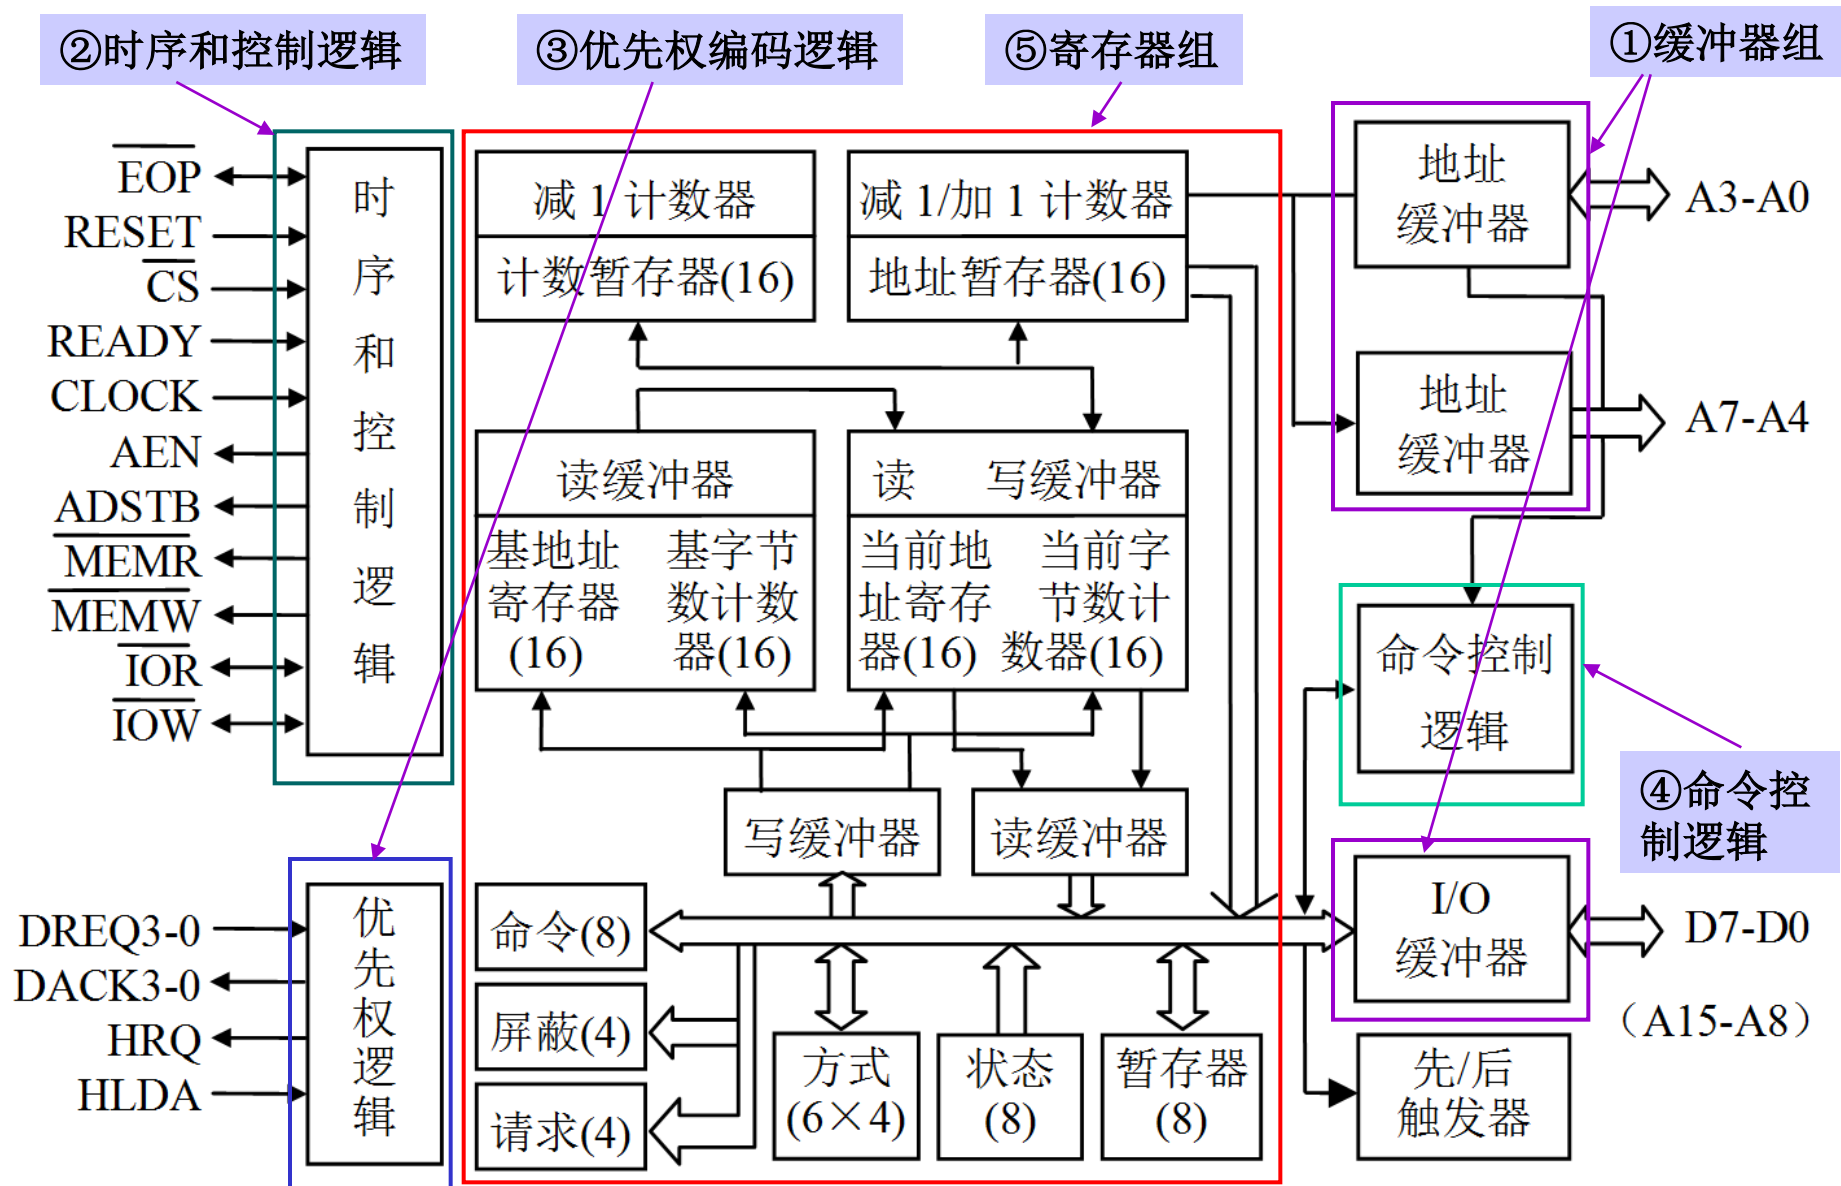 ②时序和控制逻辑
③优先权编码逻辑
⑤寄存器组
①缓冲器组
EOP
RESET
CS
READY
CLOCK
AEN
ADSTB
MEMR
MEMW
IOR
IOW
时
序
和
控
制
逻
辑
减 1 计数器
计数暂存器(16)
减 1/加 1 计数器
地址暂存器(16)
地址
缓冲器
A3-A0
地址
缓冲器
A7-A4
读缓冲器
基地址
寄存器
(16)
基字节
数计数
器(16)
读 写缓冲器
当前地
址寄存
器(16)
当前字
节数计
数器(16)
命令控制
逻辑
④命令控
制逻辑
写缓冲器
读缓冲器
DREQ3-0
DACK3-0
HRQ
HLDA
优
先
权
逻
辑
命令(8)
屏蔽(4)
请求(4)
方式
(6×4)
状态
(8)
暂存器
(8)
I/O
缓冲器
D7-D0
（A15-A8）
先/后
触发器